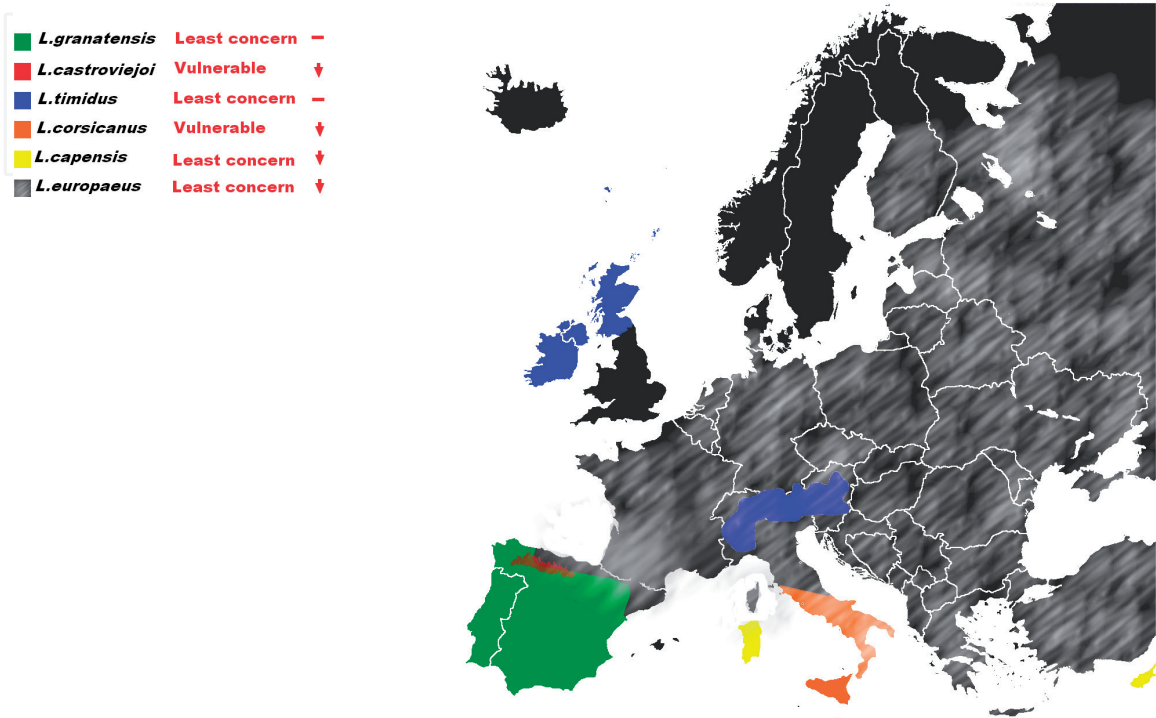 L.granatensis Least concern –
L.castroviejoi Vulnerable ↓
L.timidus Least concern –
L.corsicanus Vulnerable ↓
L.capensis Least concern ↓
L.europaeus Least concern ↓